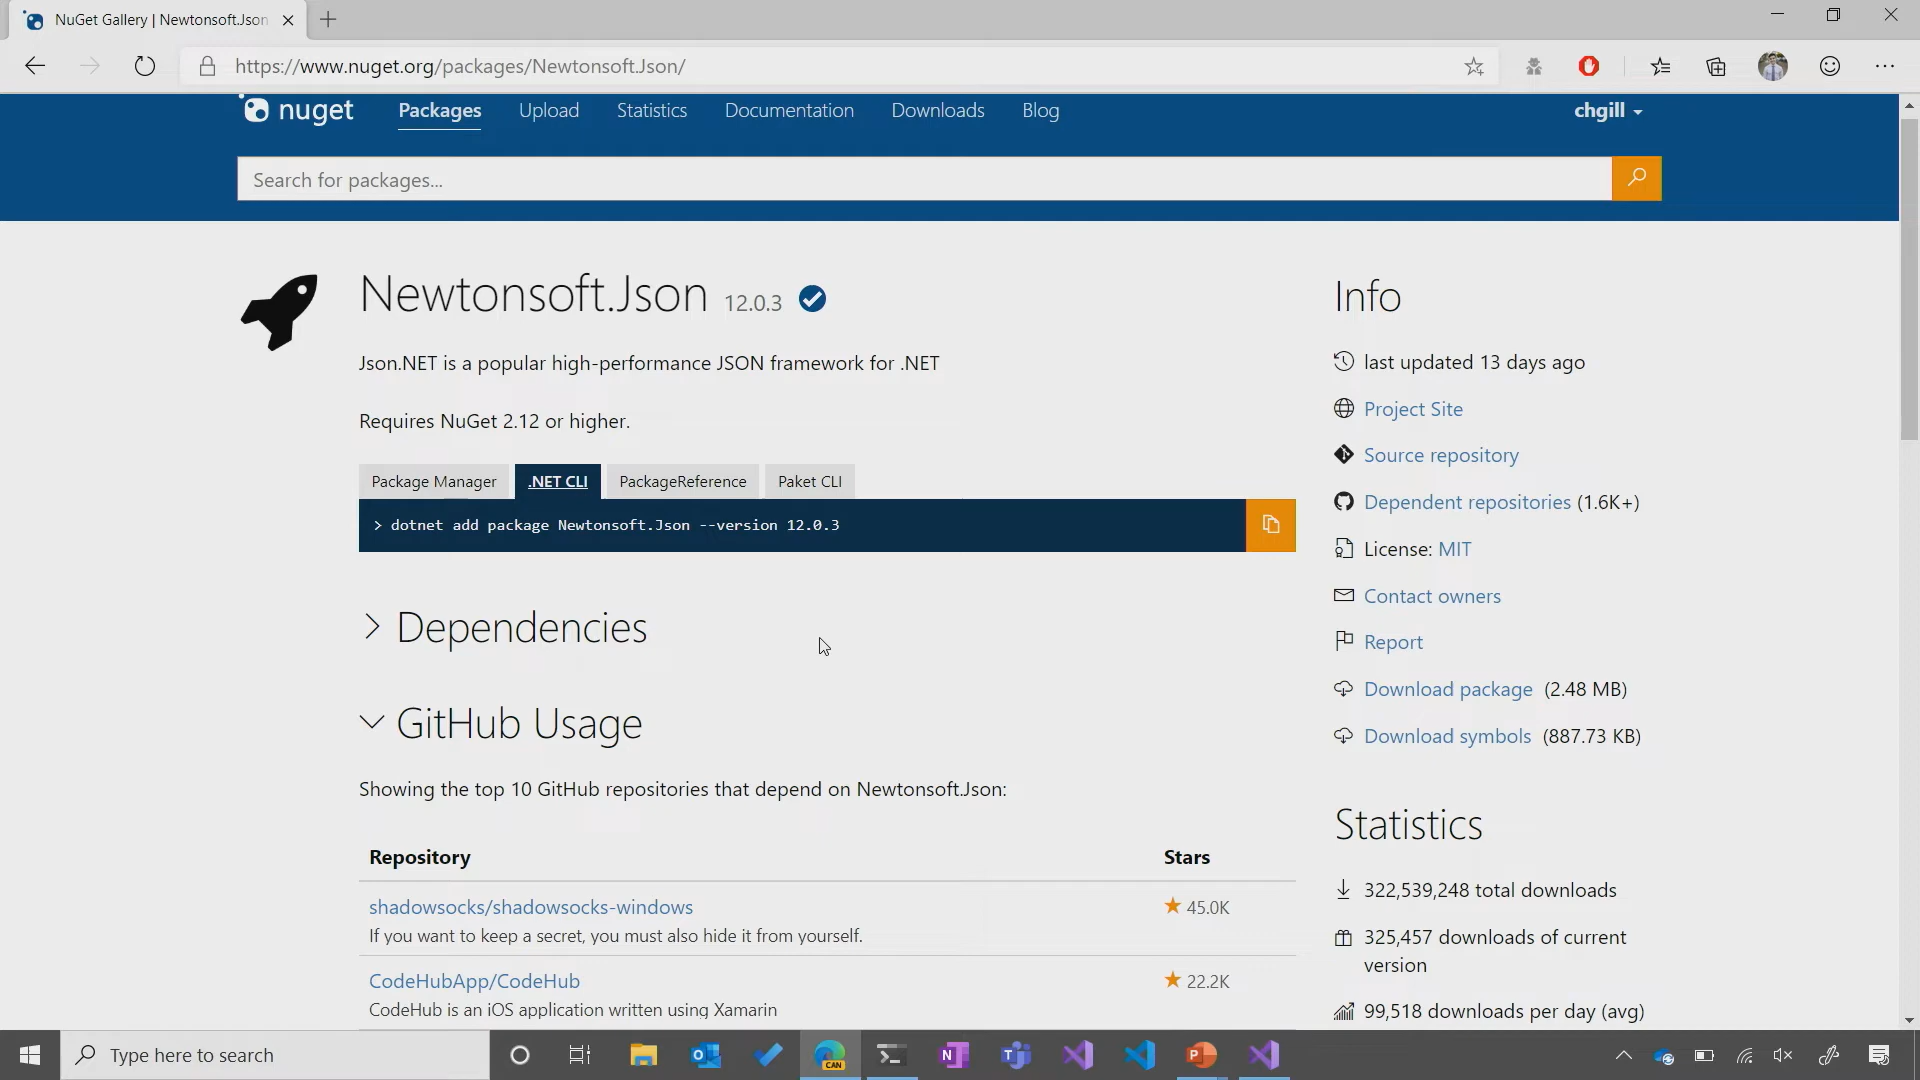 NuGet Gallery | Newtonsoft.Json
https://www.nuget.org/packages/Newtonsoft.Json/
nuget
Packages
Upload
Statistics
Documentation
Downloads
Blog
chgill
Search for packages...
Newtonsoft.Json 12.0.3
Json.NET is a popular high-performance JSON framework for .NET
Requires NuGet 2.12 or higher.
Package Manager
.NET CLI
PackageReference
Paket CLI
> dotnet add package Newtonsoft.Json --version 12.0.3
Dependencies
GitHub Usage
Showing the top 10 GitHub repositories that depend on Newtonsoft.Json:
Repository
Stars
shadowsocks/shadowsocks-windows
45.0K
If you want to keep a secret, you must also hide it from yourself.
CodeHubApp/CodeHub
22.2K
CodeHub is an iOS application written using Xamarin
Info
last updated 13 days ago
Project Site
Source repository
Dependent repositories (1.6K+)
License: MIT
Contact owners
Report
Download package (2.48 MB)
Download symbols (887.73 KB)
Statistics
322,539,248 total downloads
325,457 downloads of current
version
99,518 downloads per day (avg)
Type here to search
CAN